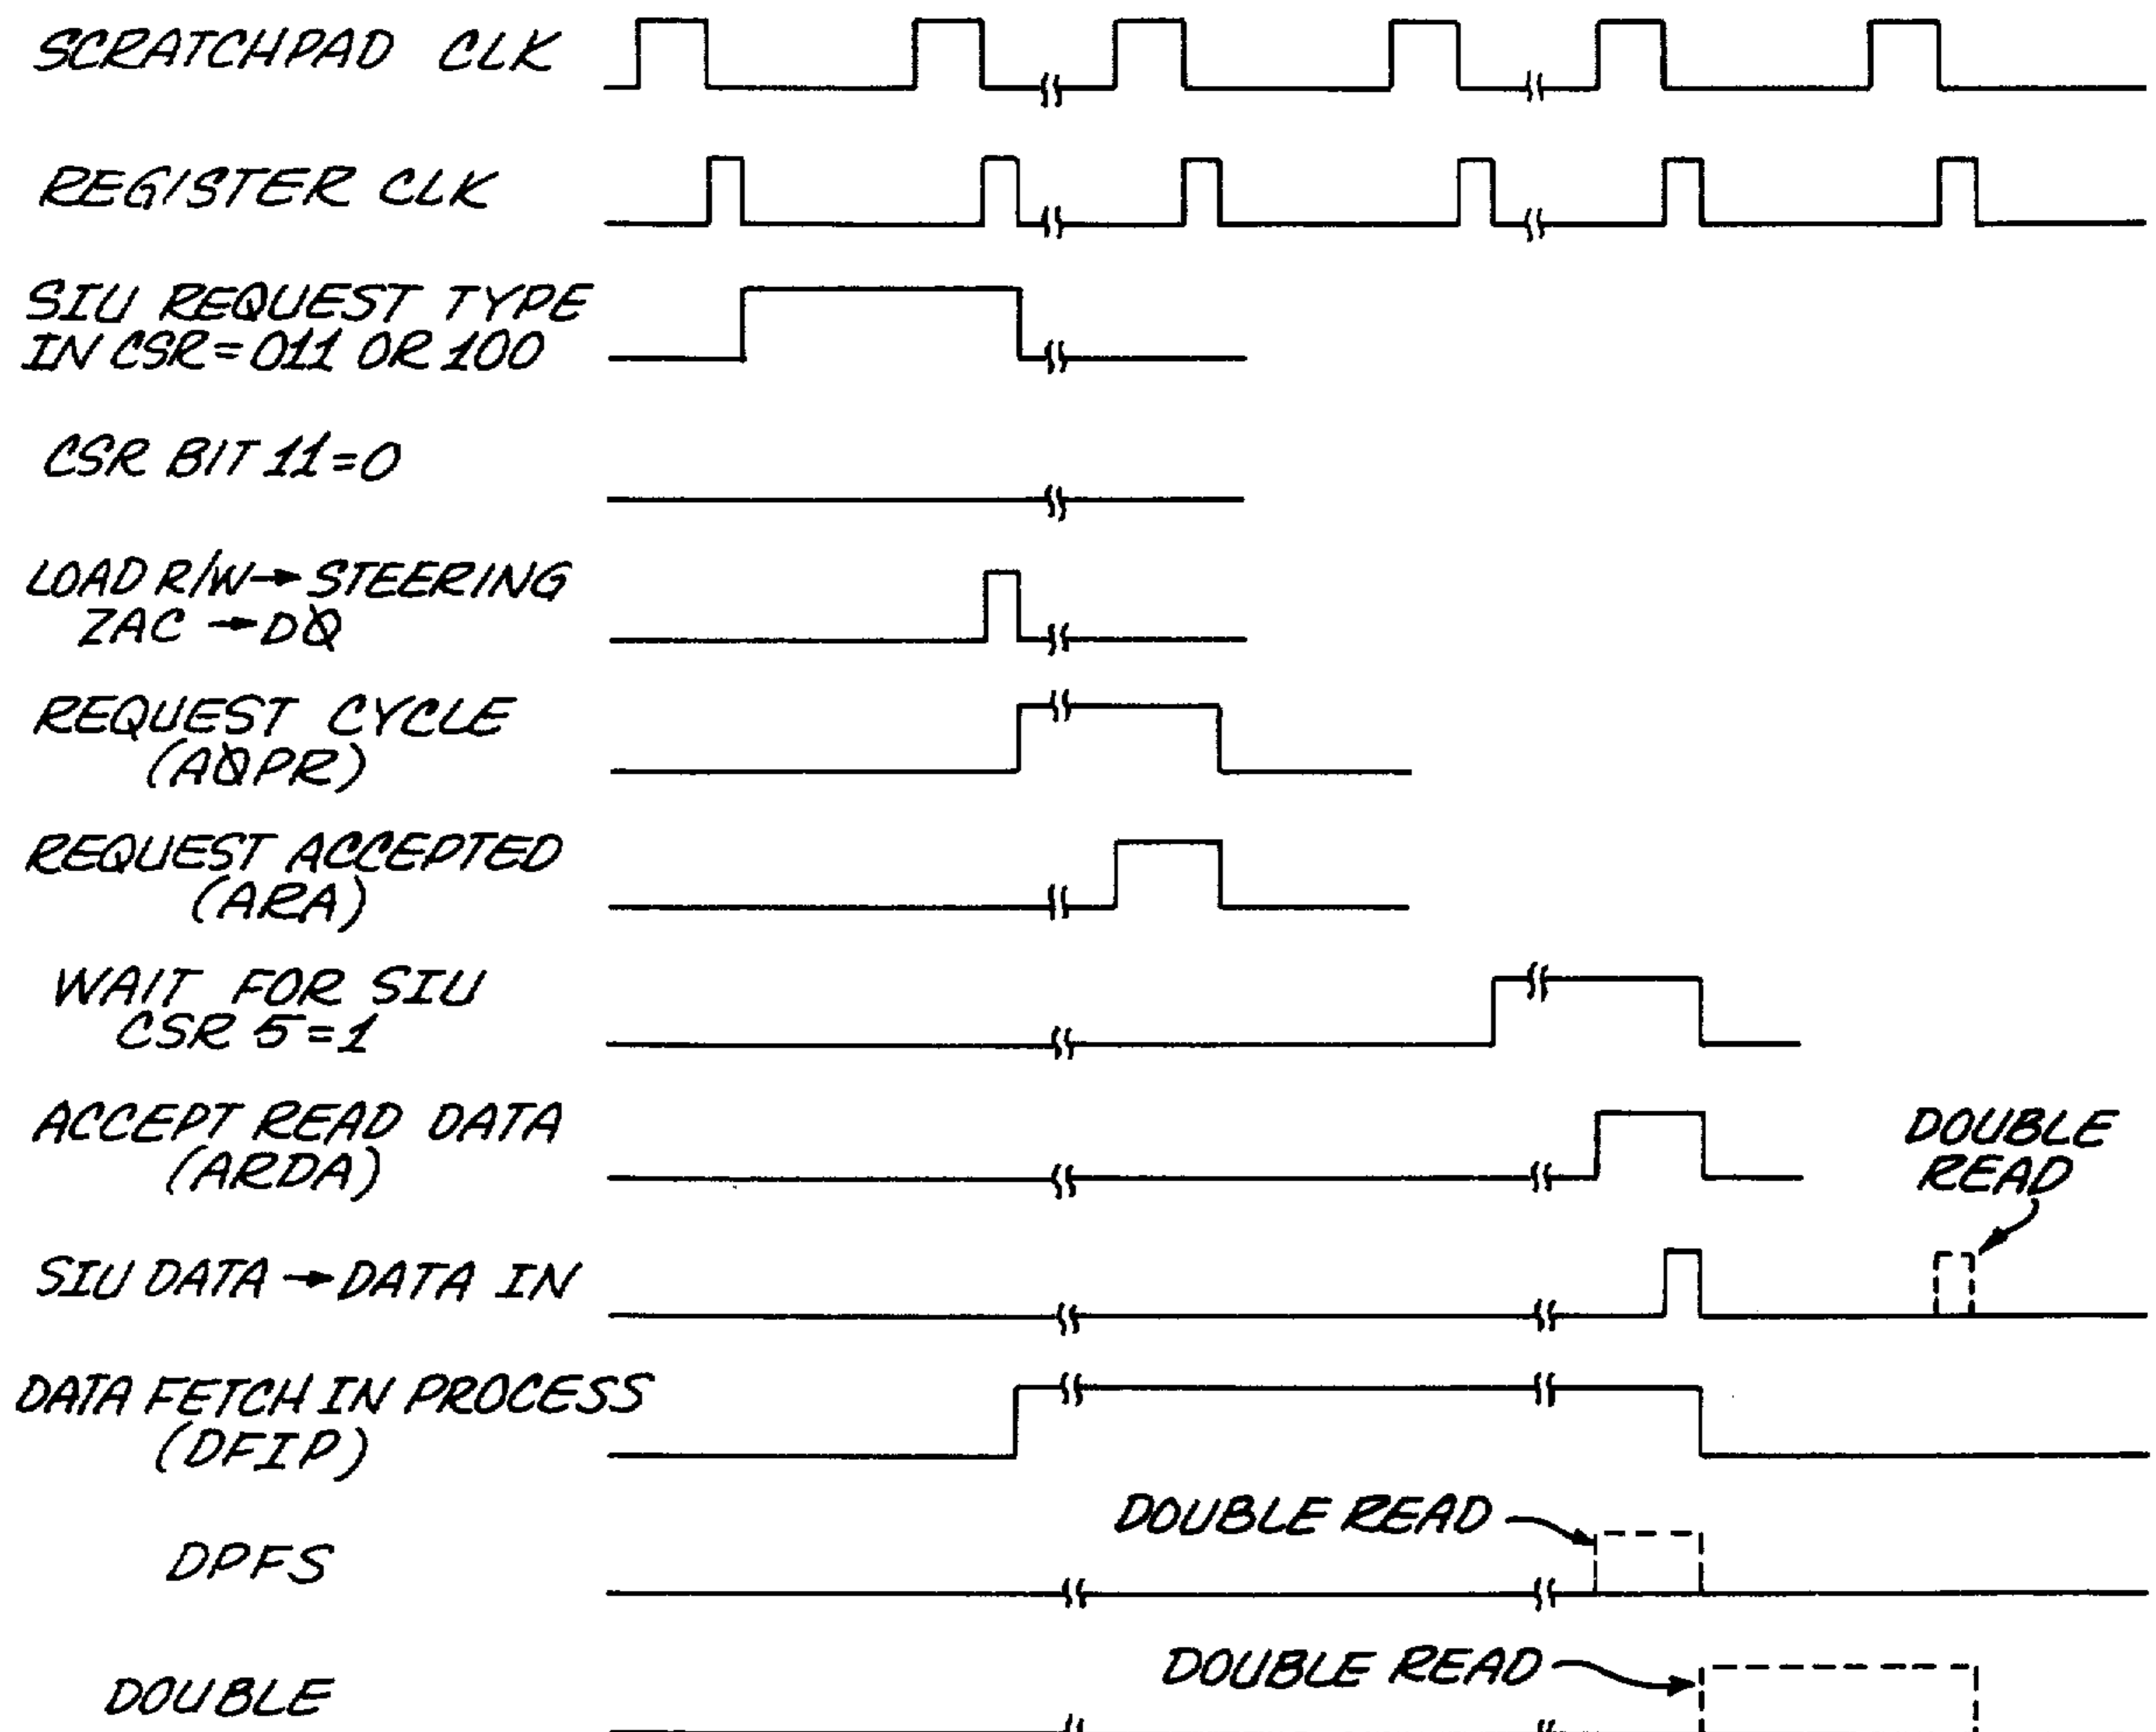 SCRATCHPAD CLK
REGISTER CLK
SIU REQUEST TYPE
IN CSR=011 OR 100
CSR BIT 11=0
LOAD R/W→STEERING
ZAC→DO
REQUEST CYCLE
(AOPR)
REQUEST ACCEPTED
(ARA)
WAIT FOR SIU
CSR 5=1
ACCEPT READ DATA
(ARDA)
DOUBLE
READ
SIU DATA→DATA IN
DATA FETCH IN PROCESS
(DFIP)
DOUBLE READ
DPFS
DOUBLE READ
DOUBLE